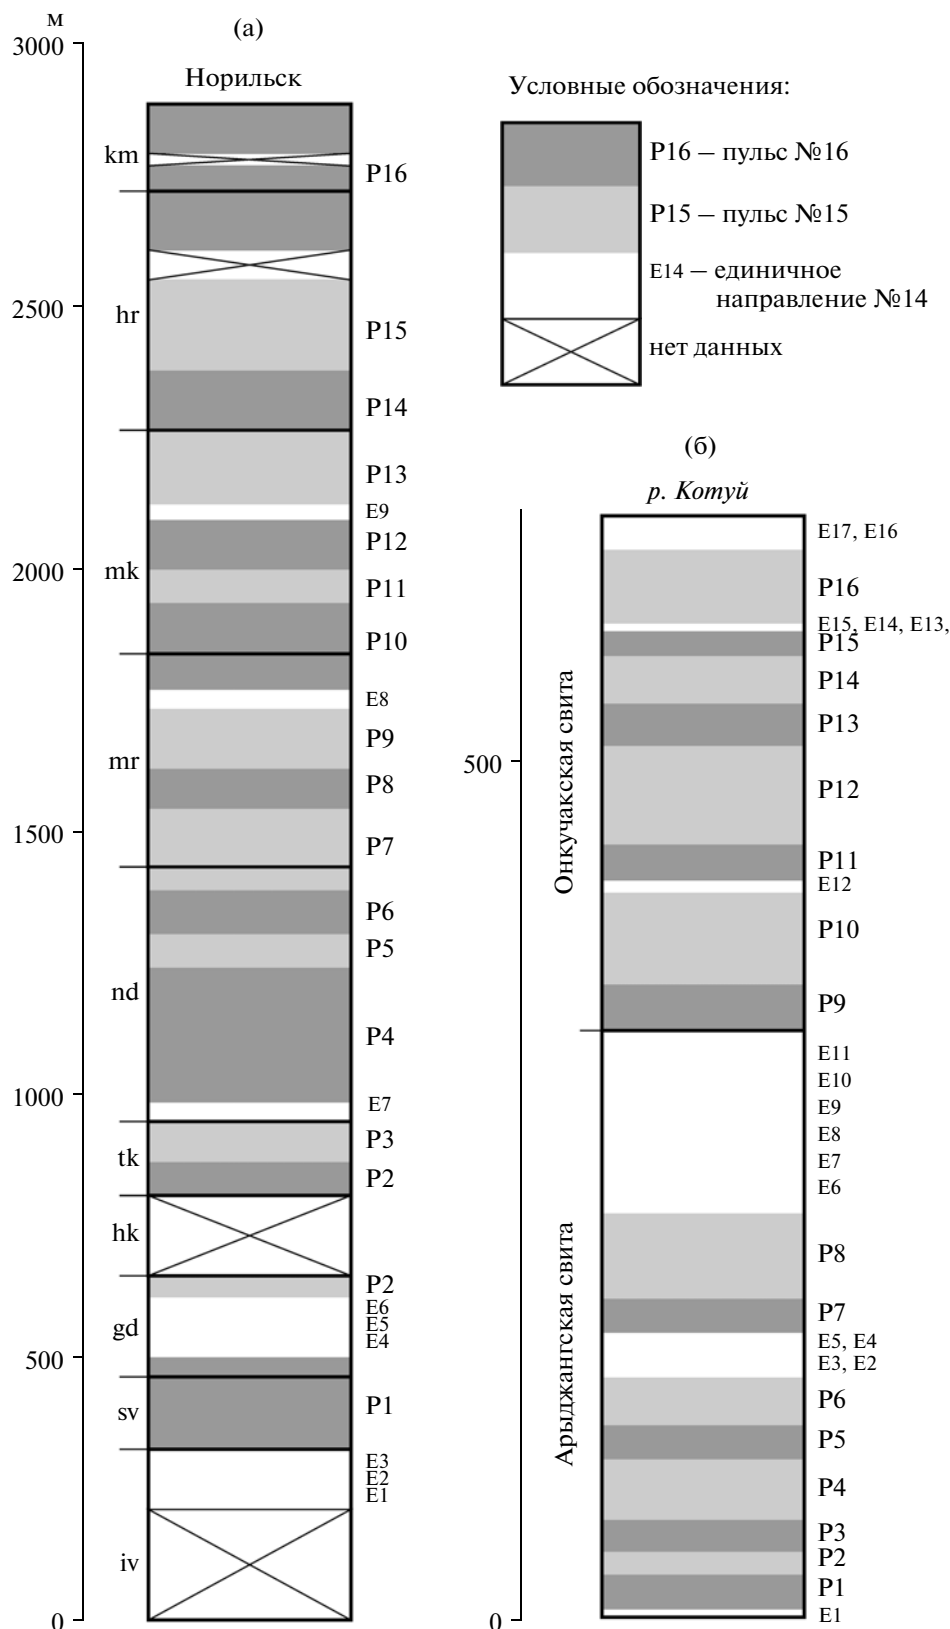 м
3000
2500
2000
1500
1000
500
0
(а)
Норильск
km
hr
mk
mr
nd
tk
hk
gd
sv
iv
P16
P15
P14
P13
E9
P12
P11
P10
E8
P9
P8
P7
P6
P5
P4
E7
P3
P2
P2
E6
E5
E4
P1
E3
E2
E1
Условные обозначения:
P16 – пульс №16
P15 – пульс №15
E14 – единичное
направление №14
нет данных
(б)
р. Котуй
500
0
Онкучакская свита
Арыджангская свита
E17, E16
P16
E15, E14, E13,
P15
P14
P13
P12
P11
E12
P10
P9
E11
E10
E9
E8
E7
E6
P8
P7
E5, E4
E3, E2
P6
P5
P4
P3
P2
P1
E1